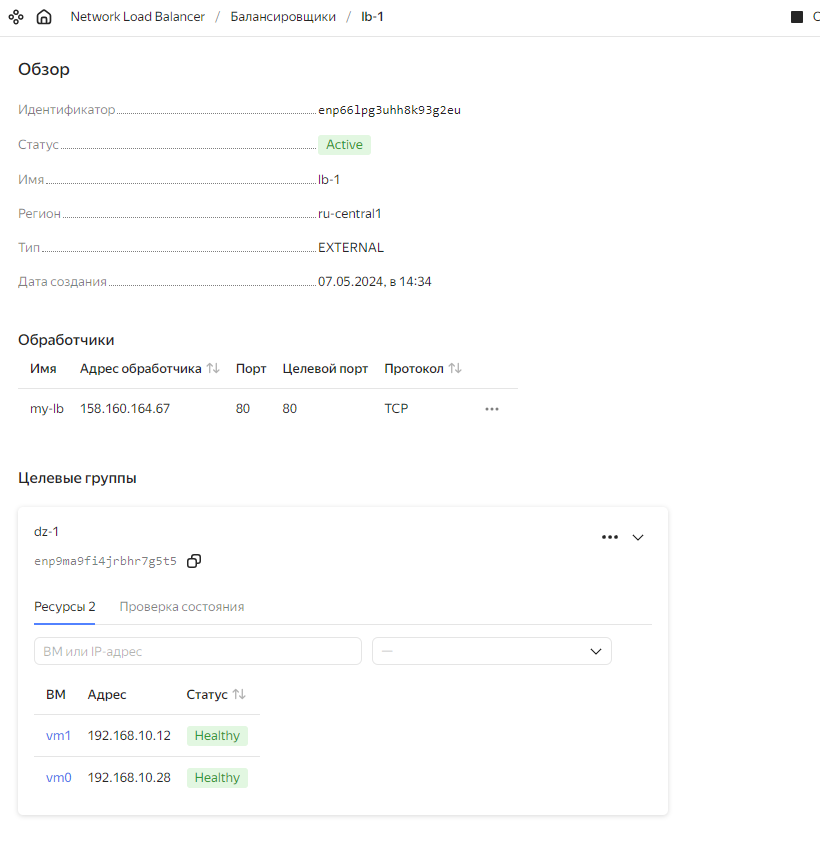 Network Load Balancer / Балансировщики / lb-1
Обзор
Идентификатор enp66lpg3uhh8k93g2eu
Статус Active
Имя lb-1
Регион ru-central1
Тип EXTERNAL
Дата создания 07.05.2024, в 14:34
Обработчики
Имя Адрес обработчика Порт Целевой порт Протокол
my-lb 158.160.164.67 80 80 TCP
Целевые группы
dz-1
enp9ma9fi4jrbhr7g5t5
Ресурсы 2 Проверка состояния
ВМ или IP-адрес —
ВМ Адрес Статус
vm1 192.168.10.12 Healthy
vm0 192.168.10.28 Healthy